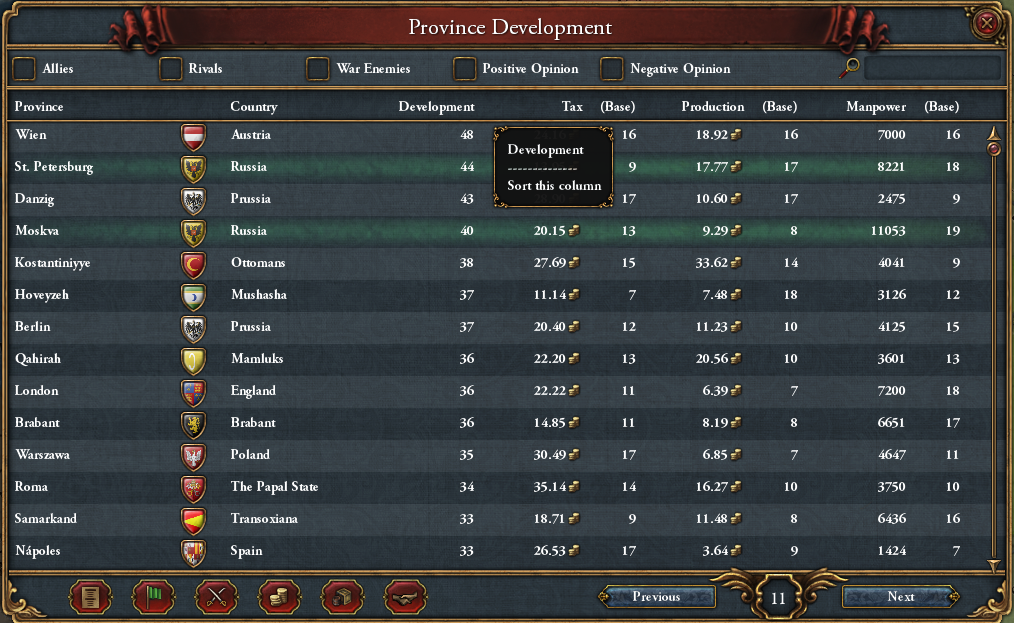 Province Development
Allies Rivals War Enemies Positive Opinion Negative Opinion
Province Country Development Tax (Base) Production (Base) Manpower (Base)
Wien Austria 48 16 18.92 16 7000 16
St. Petersburg Russia 44 9 17.77 17 8221 18
Danzig Prussia 43 17 10.60 17 2475 9
Development
--------------
Sort this column
Moskva Russia 40 20.15 13 9.29 8 11053 19
Kostantiniyye Ottomans 38 27.69 15 33.62 14 4041 9
Hoveyzeh Mushasha 37 11.14 7 7.48 18 3126 12
Berlin Prussia 37 20.40 12 11.23 10 4125 15
Qahirah Mamluks 36 22.20 13 20.56 10 3601 13
London England 36 22.22 11 6.39 7 7200 18
Brabant Brabant 36 14.85 11 8.19 8 6651 17
Warszawa Poland 35 30.49 17 6.85 7 4647 11
Roma The Papal State 34 35.14 14 16.27 10 3750 10
Samarkand Transoxiana 33 18.71 9 11.48 8 6436 16
Nápoles Spain 33 26.53 17 3.64 9 1424 7
Previous 11 Next